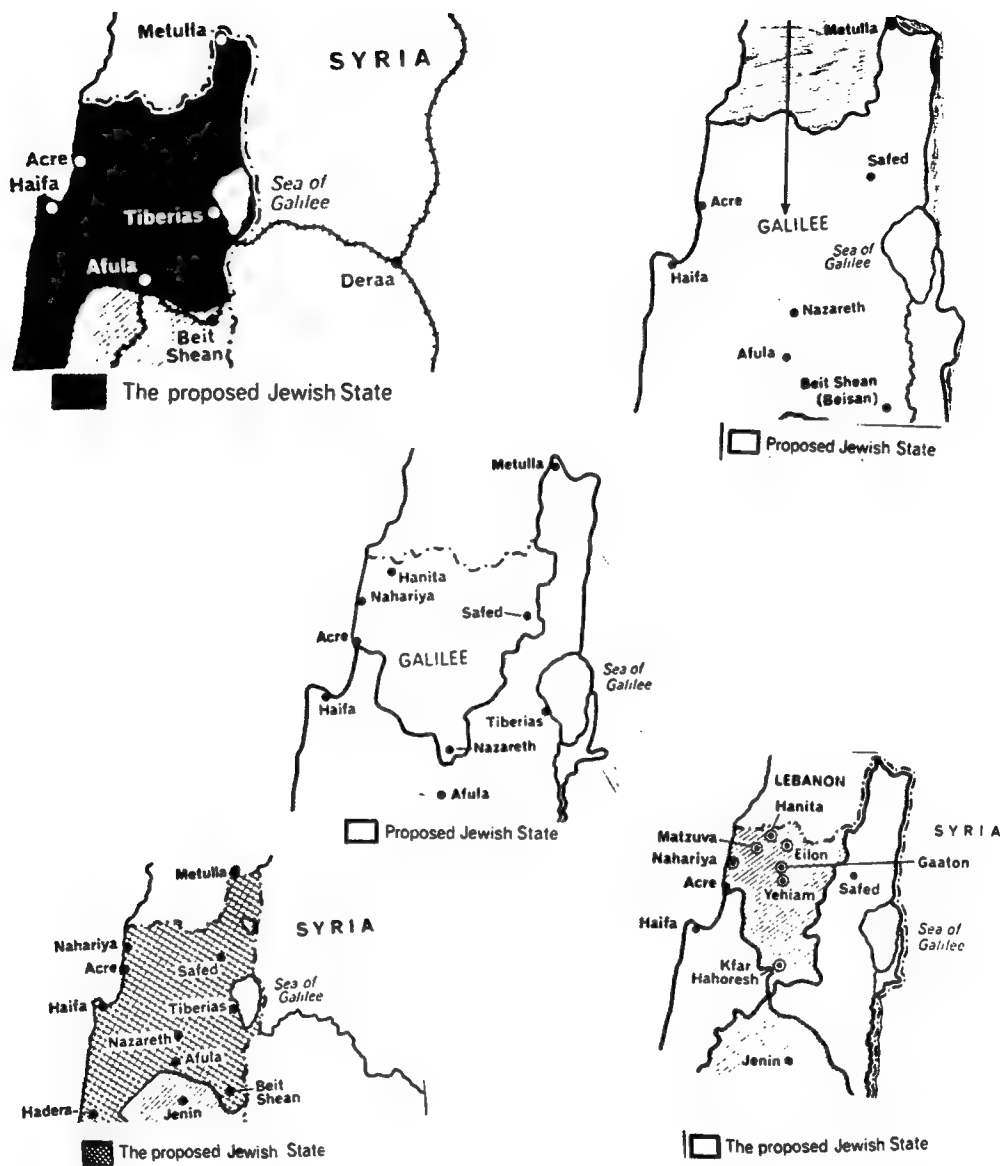 Metulla
SYRIA
Acre
Haifa
Sea of
Galilee
Tiberias
Afula
Deraa
Beit
Shean
The proposed Jewish State
Metulla
Safed
Acre
GALILEE
Sea of
Galilee
Haifa
Nazareth
Afula
Beit Shean
(Beisan)
Proposed Jewish State
Metulla
Hanita
Nahariya
Safed
Acre
GALILEE
Sea of
Galilee
Haifa
Tiberias
Nazareth
Afula
Proposed Jewish State
Metulla
SYRIA
Nahariya
Safed
Acre
Sea of
Galilee
Haifa
Tiberias
Nazareth
Afula
Beit
Shean
Hadera
Jenin
The proposed Jewish State
LEBANON
Hanita
SYRIA
Matzuva
Eilon
Nahariya
Gaaton
Acre
Yehiam
Safed
Haifa
Sea of
Galilee
Kfar
Hahoresh
Jenin
The proposed Jewish State